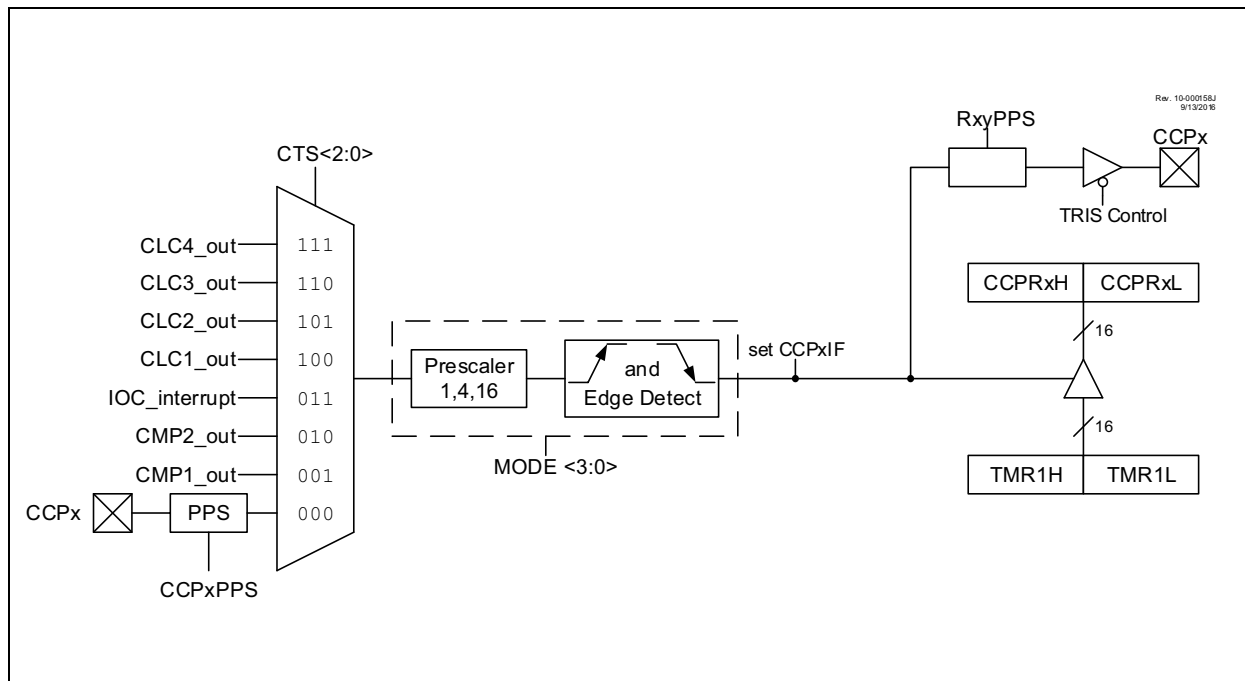 Rev. 10-000158J
9/13/2016
RxyPPS
CCPx
CTS<2:0>
TRIS Control
CLC4_out
111
CLC3_out
110
CCPRxH
CCPRxL
CLC2_out
101
16
CLC1_out
100
Prescaler
1,4,16
and
Edge Detect
set CCPxIF
IOC_interrupt
011
CMP2_out
010
16
MODE <3:0>
CMP1_out
001
TMR1H
TMR1L
CCPx
PPS
000
CCPxPPS